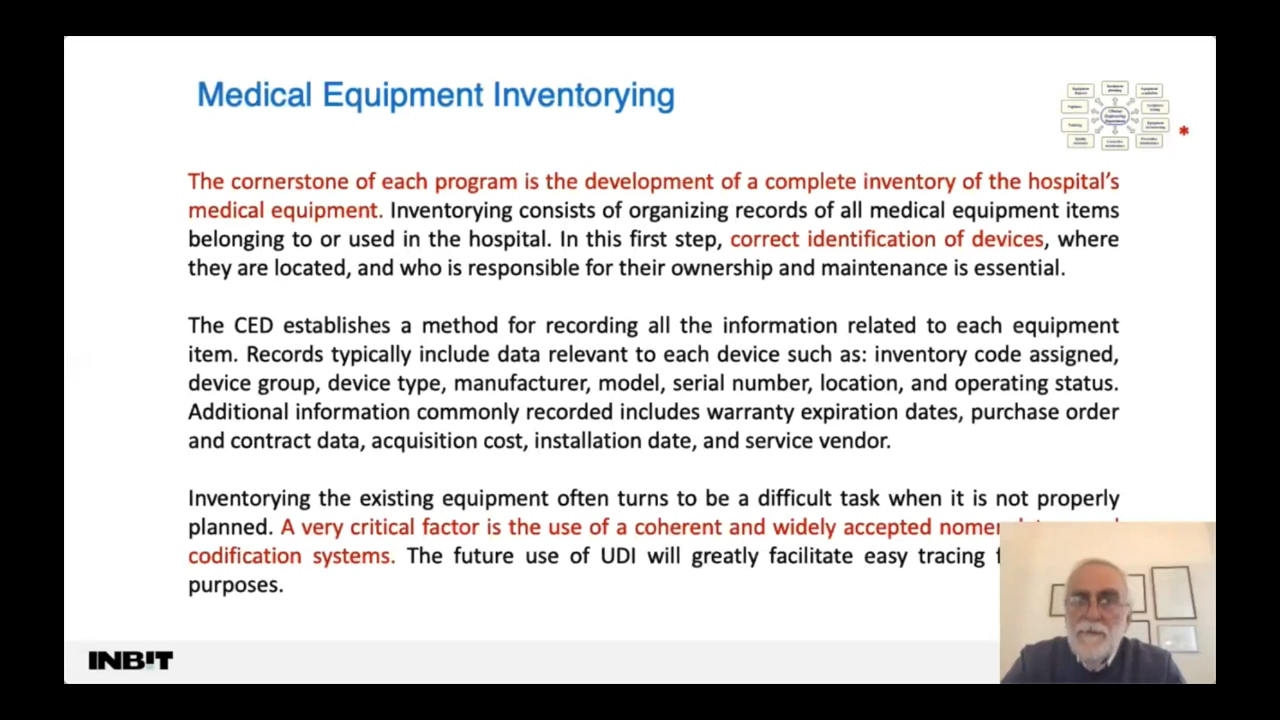 Medical Equipment Inventorying
The cornerstone of each program is the development of a complete inventory of the hospital's
medical equipment. Inventorying consists of organizing records of all medical equipment items
belonging to or used in the hospital. In this first step, correct identification of devices, where
they are located, and who is responsible for their ownership and maintenance is essential.
The CED establishes a method for recording all the information related to each equipment
item. Records typically include data relevant to each device such as: inventory code assigned,
device group, device type, manufacturer, model, serial number, location, and operating status.
Additional information commonly recorded includes warranty expiration dates, purchase order
and contract data, acquisition cost, installation date, and service vendor.
Inventorying the existing equipment often turns to be a difficult task when it is not properly
planned. A very critical factor is the use of a coherent and widely accepted
codification systems. The future use of UDI will greatly facilitate easy tracing
purposes.
INBIT